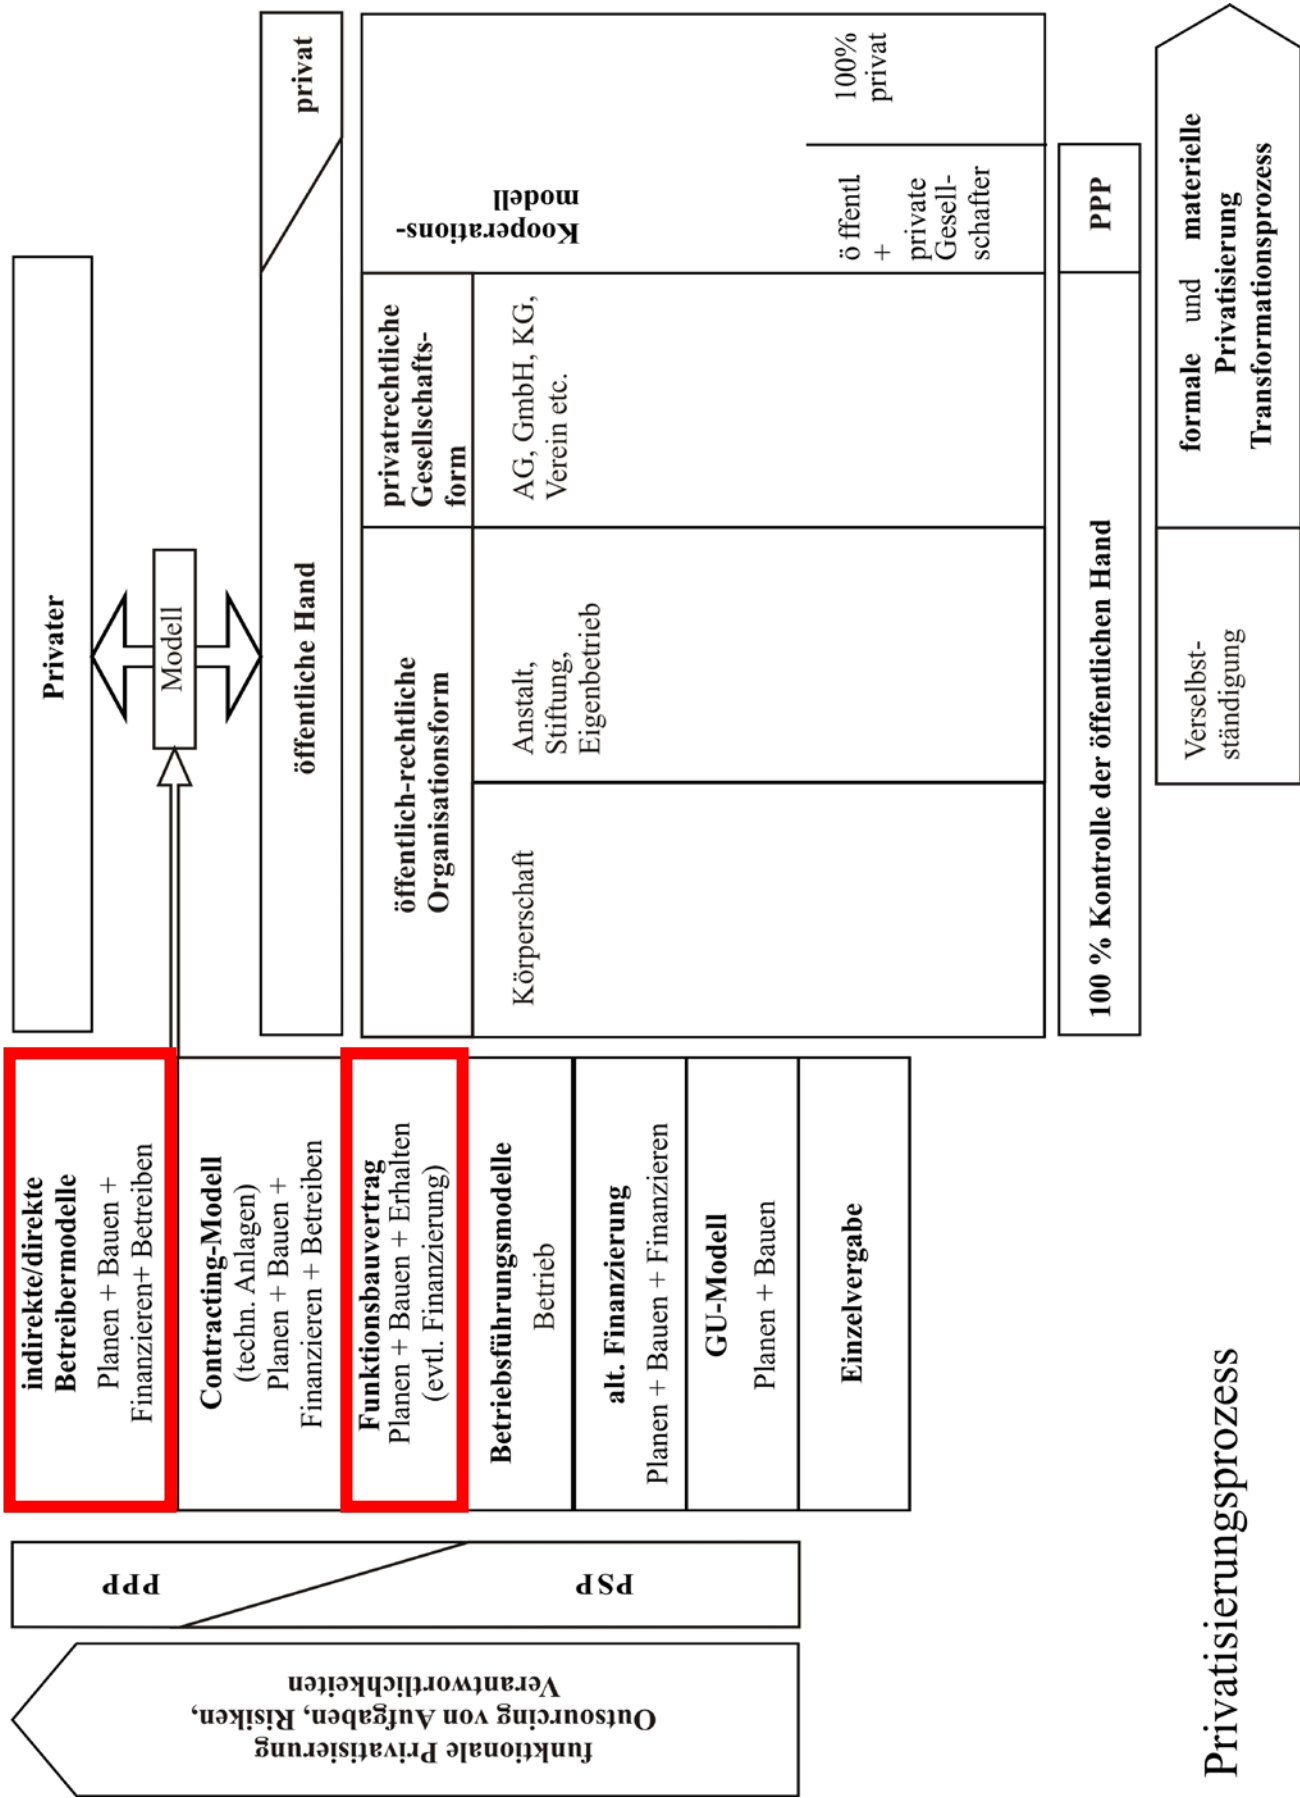 Privatisierungsprozess
funktionale Privatisierung
Outsourcing von Aufgaben, Risiken,
Verantwortlichkeiten
PPP
PSP
indirekte/direkte
Betreibermodelle
Planen + Bauen +
Finanzieren+ Betreiben
Contracting-Modell
(techn. Anlagen)
Planen + Bauen +
Finanzieren + Betreiben
Funktionsbauvertrag
Planen + Bauen + Erhalten
(evtl. Finanzierung)
Betriebsführungsmodelle
Betrieb
alt. Finanzierung
Planen + Bauen + Finanzieren
GU-Modell
Planen + Bauen
Einzelvergabe
Privater
Modell
öffentliche Hand
privat
öffentlich-rechtliche
Organisationsform
privatrechtliche
Gesellschafts-
form
Kooperations-
modell
Körperschaft
Anstalt,
Stiftung,
Eigenbetrieb
AG, GmbH, KG,
Verein etc.
ö ffentl.
+
private
Gesell-
schafter
100%
privat
100 % Kontrolle der öffentlichen Hand
PPP
Verselbst-
ständigung
formale und materielle
Privatisierung
Transformationsprozess